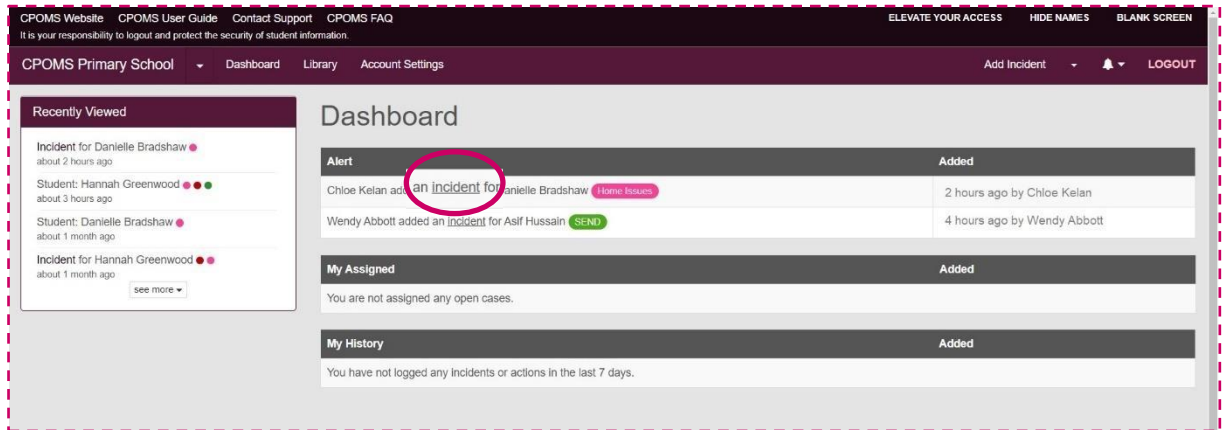 CPOMS Website CPOMS User Guide Contact Support CPOMS FAQ ELEVATE YOUR ACCESS HIDE NAMES BLANK SCREEN
It is your responsibility to logout and protect the security of student information.
CPOMS Primary School Dashboard Library Account Settings Add Incident LOGOUT
Recently Viewed
Incident for Danielle Bradshaw
about 2 hours ago
Student: Hannah Greenwood
about 3 hours ago
Student: Danielle Bradshaw
about 1 month ago
Incident for Hannah Greenwood
about 1 month ago
see more
Dashboard
Alert Added
Chloe Kelan add an incident for anielle Bradshaw Home Issues 2 hours ago by Chloe Kelan
Wendy Abbott added an incident for Asif Hussain SEND 4 hours ago by Wendy Abbott
My Assigned Added
You are not assigned any open cases.
My History Added
You have not logged any incidents or actions in the last 7 days.